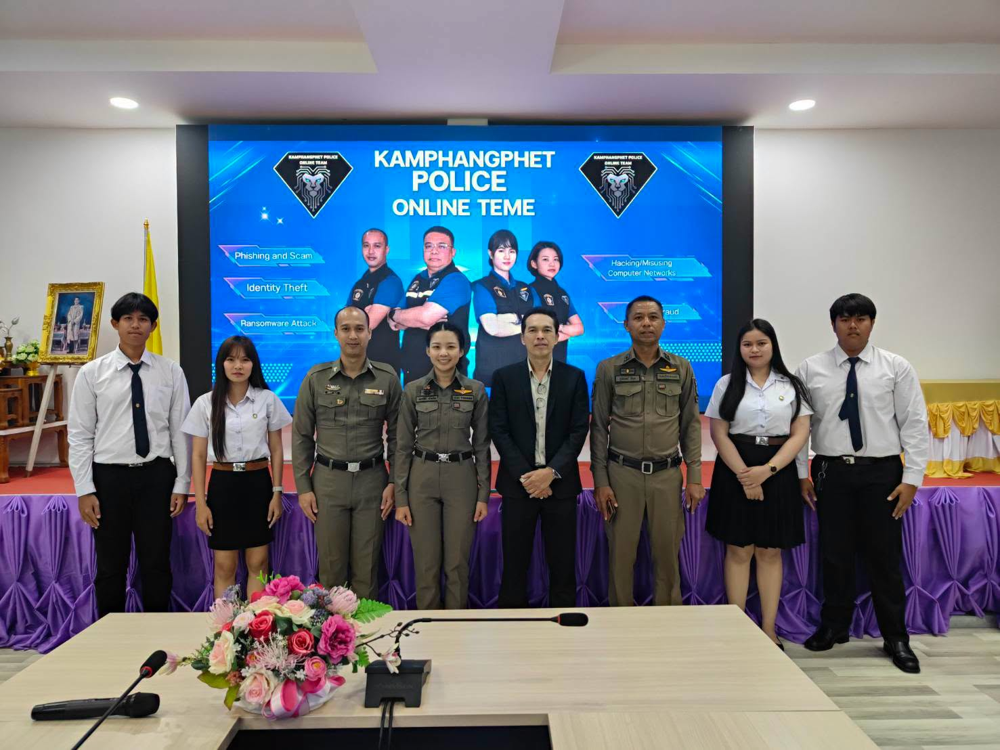 KAMPHANGPHET POLICE
ONLINE TEAM
KAMPHANGPHET
POLICE
ONLINE TEME
KAMPHANGPHET POLICE
ONLINE TEAM
Phishing and Scam
Identity Theft
Ransomware Attack
Hacking/Misusing
Computer Networks
raud